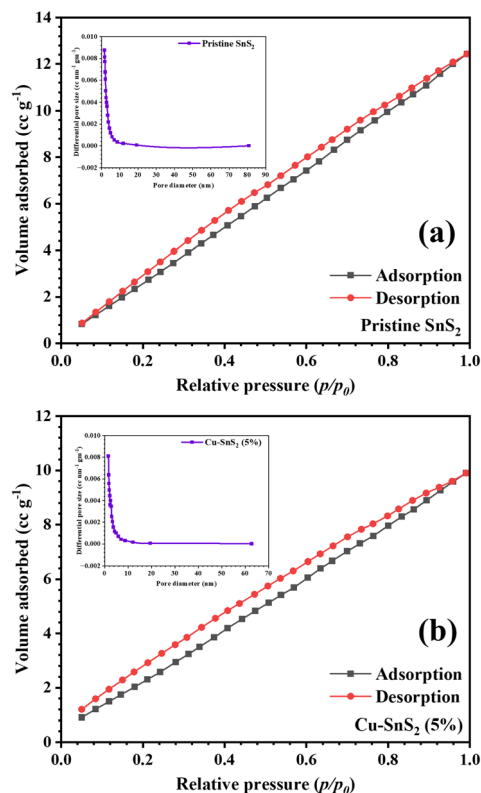 14
12
10
8
6
4
2
0
Volume adsorbed (cc g⁻¹)
0.010
0.008
0.006
0.004
0.002
0.000
−0.002
Differential pore size (cc nm⁻¹ gm⁻¹)
Pristine SnS₂
0 10 20 30 40 50 60 70 80 90
Pore diameter (nm)
(a)
Adsorption
Desorption
Pristine SnS₂
0.0 0.2 0.4 0.6 0.8 1.0
Relative pressure (p/p₀)
12
10
8
6
4
2
0
Volume adsorbed (cc g⁻¹)
0.010
0.008
0.006
0.004
0.002
0.000
−0.002
Differential pore size (cc nm⁻¹ gm⁻¹)
Cu-SnS₂ (5%)
0 10 20 30 40 50 60 70
Pore diameter (nm)
(b)
Adsorption
Desorption
Cu-SnS₂ (5%)
0.0 0.2 0.4 0.6 0.8 1.0
Relative pressure (p/p₀)